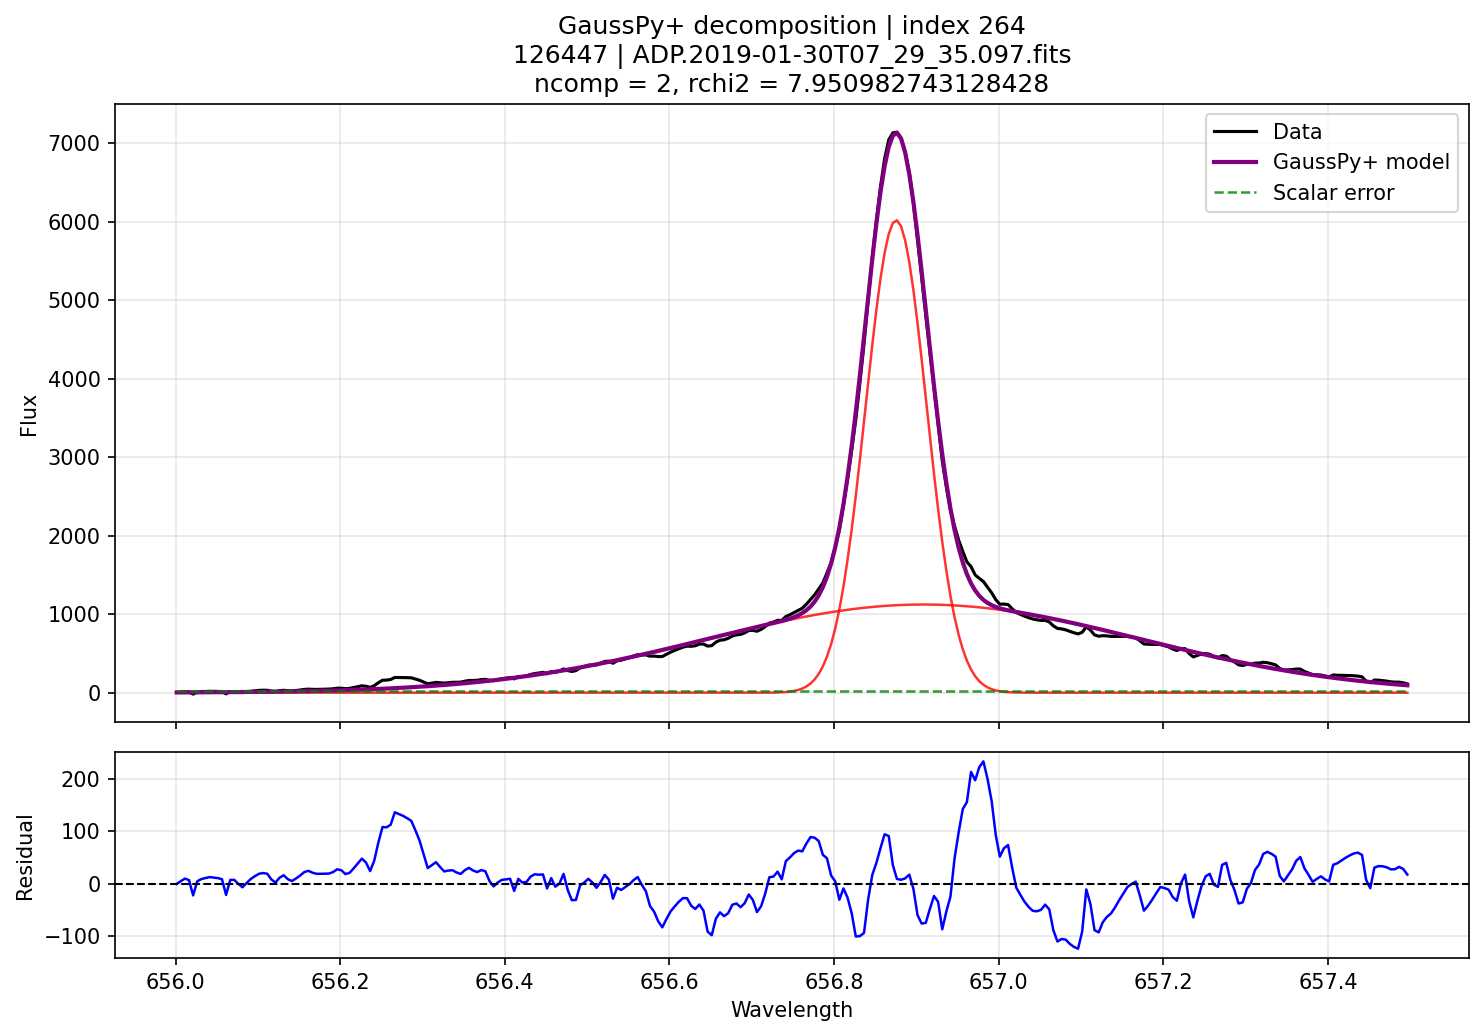 GaussPy+ decomposition | index 264
126447 | ADP.2019-01-30T07_29_35.097.fits
ncomp = 2, rchi2 = 7.950982743128428
Data
GaussPy+ model
Scalar error
Flux
7000
6000
5000
4000
3000
2000
1000
0
Residual
200
100
0
−100
656.0 656.2 656.4 656.6 656.8 657.0 657.2 657.4
Wavelength